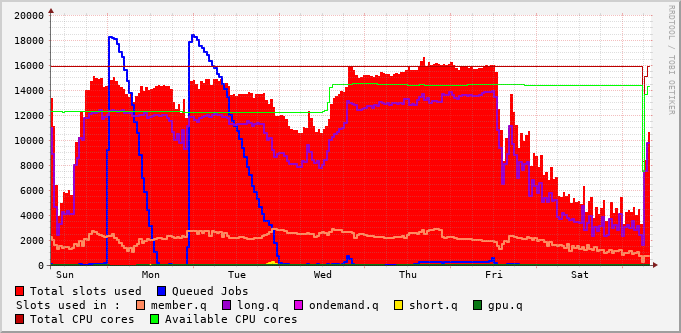 RRDTOOL / TOBI OETIKER
20000
18000
16000
14000
12000
10000
8000
6000
4000
2000
0
Sun Mon Tue Wed Thu Fri Sat
Total slots used Queued Jobs
Slots used in : member.q long.q ondemand.q short.q gpu.q
Total CPU cores Available CPU cores